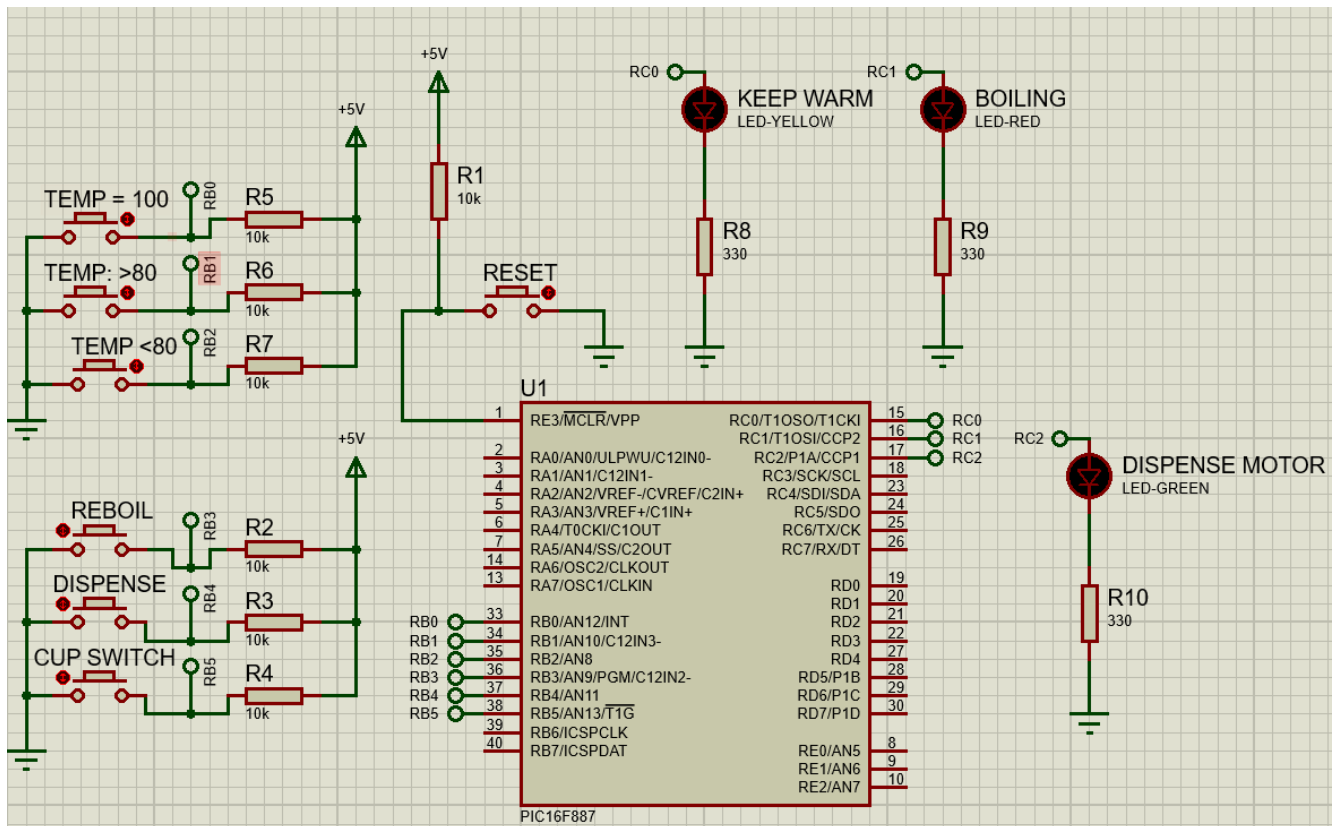 +5V
RC0
KEEP WARM
LED-YELLOW
RC1
BOILING
LED-RED
+5V
R1
10k
TEMP = 100
RB0
R5
10k
R8
330
R9
330
TEMP: >80
RB1
R6
10k
RESET
TEMP <80
RB2
R7
10k
U1
1
RE3/MCLR/VPP
2
RA0/AN0/ULPWU/C12IN0-
3
RA1/AN1/C12IN1-
4
RA2/AN2/VREF-/CVREF/C2IN+
5
RA3/AN3/VREF+/C1IN+
6
RA4/T0CKI/C1OUT
7
RA5/AN4/SS/C2OUT
14
RA6/OSC2/CLKOUT
13
RA7/OSC1/CLKIN
RB0
33
RB0/AN12/INT
RB1
34
RB1/AN10/C12IN3-
RB2
35
RB2/AN8
RB3
36
RB3/AN9/PGM/C12IN2-
RB4
37
RB4/AN11
RB5
38
RB5/AN13/T1G
39
RB6/ICSPCLK
40
RB7/ICSPDAT
RC0/T1OSO/T1CKI
15
RC0
RC1/T1OSI/CCP2
16
RC1
RC2/P1A/CCP1
17
RC2
RC3/SCK/SCL
18
RC4/SDI/SDA
23
RC5/SDO
24
RC6/TX/CK
25
RC7/RX/DT
26
RD0
19
RD1
20
RD2
21
RD3
22
RD4
27
RD5/P1B
28
RD6/P1C
29
RD7/P1D
30
RE0/AN5
8
RE1/AN6
9
RE2/AN7
10
PIC16F887
+5V
REBOIL
RB3
R2
10k
DISPENSE
RB4
R3
10k
CUP SWITCH
RB5
R4
10k
RC2
DISPENSE MOTOR
LED-GREEN
R10
330